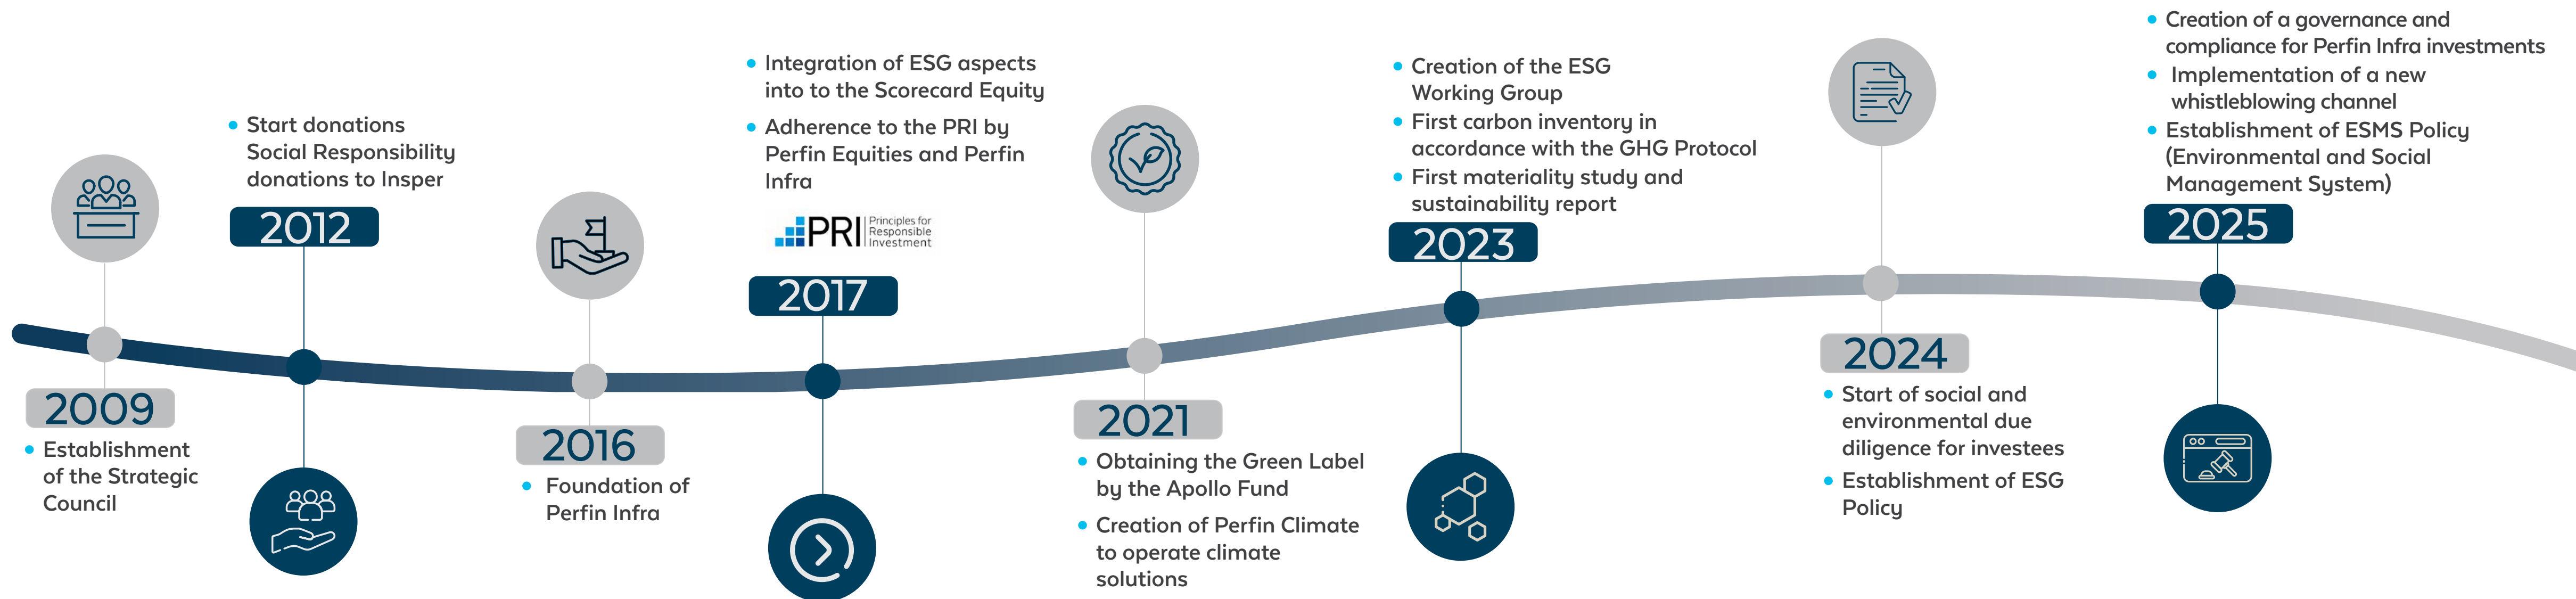 2009
Establishment
of the Strategic
Council
Start donations
Social Responsibility
donations to Insper
2012
2016
Foundation of
Perfin Infra
Integration of ESG aspects
into to the Scorecard Equity
Adherence to the PRI by
Perfin Equities and Perfin
Infra
PRI
Principles for
Responsible
Investment
2017
2021
Obtaining the Green Label
by the Apollo Fund
Creation of Perfin Climate
to operate climate
solutions
Creation of the ESG
Working Group
First carbon inventory in
accordance with the GHG Protocol
First materiality study and
sustainability report
2023
2024
Start of social and
environmental due
diligence for investees
Establishment of ESG
Policy
Creation of a governance and
compliance for Perfin Infra investments
Implementation of a new
whistleblowing channel
Establishment of ESMS Policy
(Environmental and Social
Management System)
2025